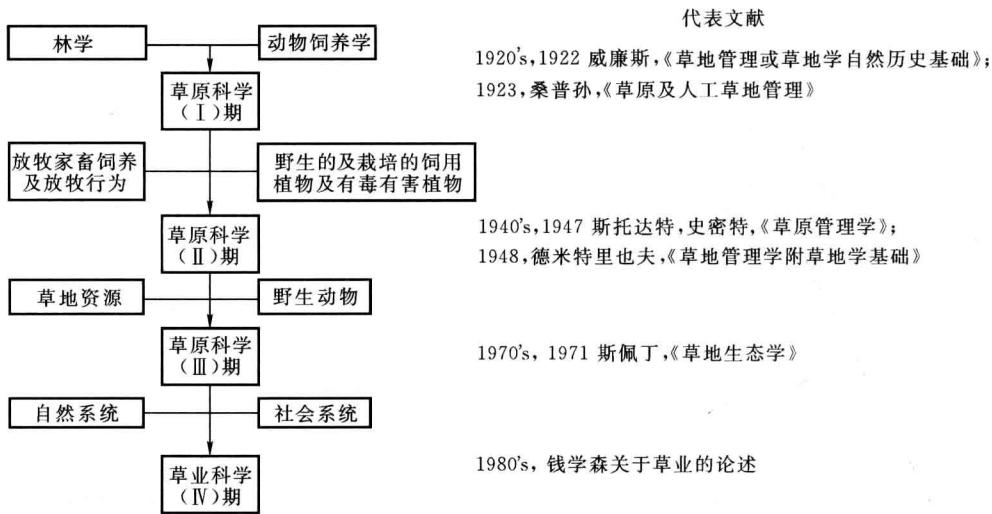 代表文献
林学
动物饲养学
1920's,1922 威廉斯,《草地管理或草地学自然历史基础》;
1923,桑普孙,《草原及人工草地管理》
草原科学
(Ⅰ)期
放牧家畜饲养
及放牧行为
野生的及栽培的饲用
植物及有毒有害植物
草原科学
(Ⅱ)期
1940's,1947 斯托达特,史密特,《草原管理学》;
1948,德米特里也夫,《草地管理学附草地学基础》
草地资源
野生动物
草原科学
(Ⅲ)期
1970's, 1971 斯佩丁,《草地生态学》
自然系统
社会系统
草业科学
(Ⅳ)期
1980's, 钱学森关于草业的论述